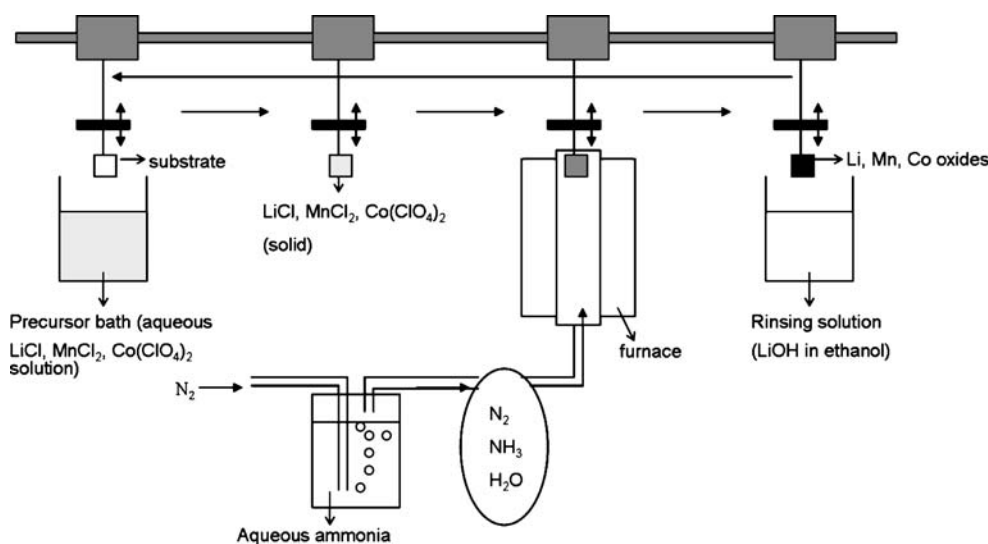 substrate
LiCl, MnCl₂, Co(ClO₄)₂
(solid)
Li, Mn, Co oxides
Precursor bath (aqueous
LiCl, MnCl₂, Co(ClO₄)₂
solution)
furnace
Rinsing solution
(LiOH in ethanol)
N₂
N₂
NH₃
H₂O
Aqueous ammonia